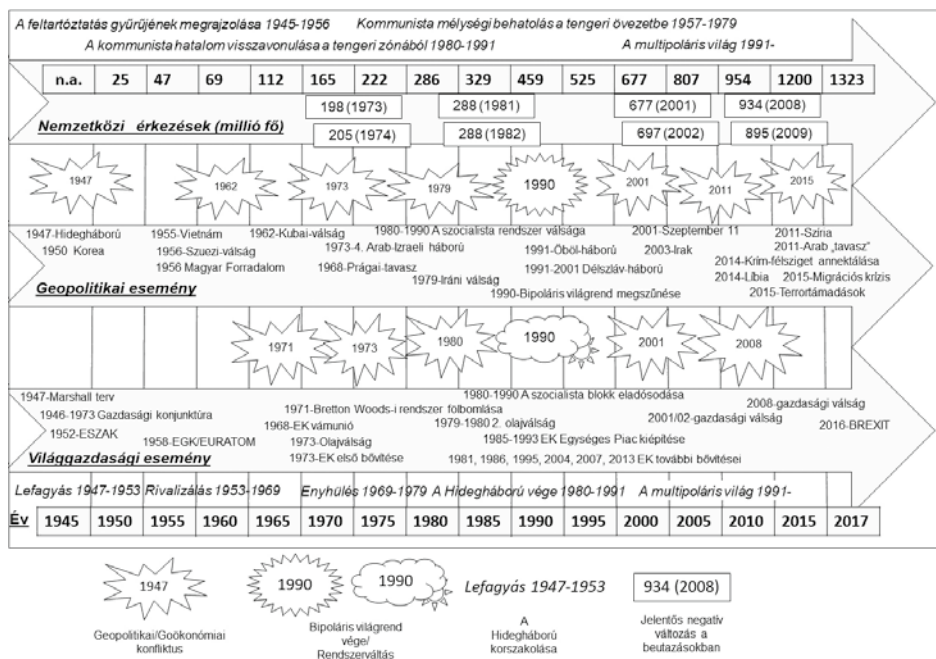 A feltartóztatás gyűrűjének megrajzolása 1945-1956 Kommunista mélységi behatolás a tengeri övezetbe 1957-1979
A kommunista hatalom visszavonulása a tengeri zónából 1980-1991 A multipoláris világ 1991-
n.a. 25 47 69 112 165 222 286 329 459 525 677 807 954 1200 1323
198 (1973) 288 (1981) 677 (2001) 934 (2008)
Nemzetközi érkezések (millió fő) 205 (1974) 288 (1982) 697 (2002) 895 (2009)
1947 1962 1973 1979 1990 2001 2011 2015
1947-Hidegháború 1955-Vietnám 1962-Kubai-válság 1980-1990 A szocialista rendszer válsága 2001-Szeptember 11 2011-Szíria
1950 Korea 1956-Szuezi-válság 1973-4. Arab-Izraeli háború 1991-Öböl-háború 2003-Irak 2011-Arab „tavasz"
1956 Magyar Forradalom 1968-Prágai-tavasz 1991-2001 Délszláv-háború 2014-Krím-félsziget annektálása
1979-Iráni válság 2014-Líbia 2015-Migrációs krízis
Geopolitikai esemény 1990-Bipoláris világrend megszűnése 2015-Terrortámadások
1971 1973 1980 1990 2001 2008
1947-Marshall terv 1980-1990 A szocialista blokk eladósodása 2008-gazdasági válság
1946-1973 Gazdasági konjunktúra 1971-Bretton Woods-i rendszer fölbomlása 2001/02-gazdasági válság
1952-ESZAK 1968-EK vámunió 1979-1980 2. olajválság 2016-BREXIT
1958-EGK/EURATOM 1973-Olajválság 1985-1993 EK Egységes Piac kiépítése
Világgazdasági esemény 1973-EK első bővítése 1981, 1986, 1995, 2004, 2007, 2013 EK további bővítései
Lefagyás 1947-1953 Rivalizálás 1953-1969 Enyhülés 1969-1979 A Hidegháború vége 1980-1991 A multipoláris világ 1991-
Év 1945 1950 1955 1960 1965 1970 1975 1980 1985 1990 1995 2000 2005 2010 2015 2017
1947 1990 1990 Lefagyás 1947-1953 934 (2008)
Geopolitikai/Goökonómiai Bipoláris világrend A Jelentős negatív
konfliktus vége/ Hidegháború változás a
Rendszerváltás korszakolása beutazásokban